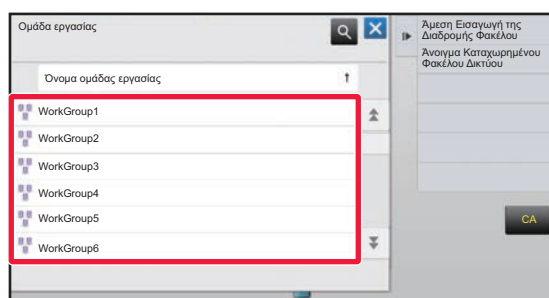 Ομάδα εργασίας
Όνομα ομάδας εργασίας
WorkGroup1
WorkGroup2
WorkGroup3
WorkGroup4
WorkGroup5
WorkGroup6
Άμεση Εισαγωγή της
Διαδρομής Φακέλου
Άνοιγμα Καταχωρημένου
Φακέλου Δικτύου
CA